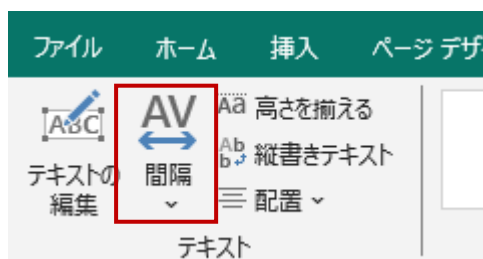 ファイル ホーム 挿入 ページ デザ
ABC AV Aa 高さを揃える
テキストの編集 間隔 Ab 縦書きテキスト
b 配置
テキスト